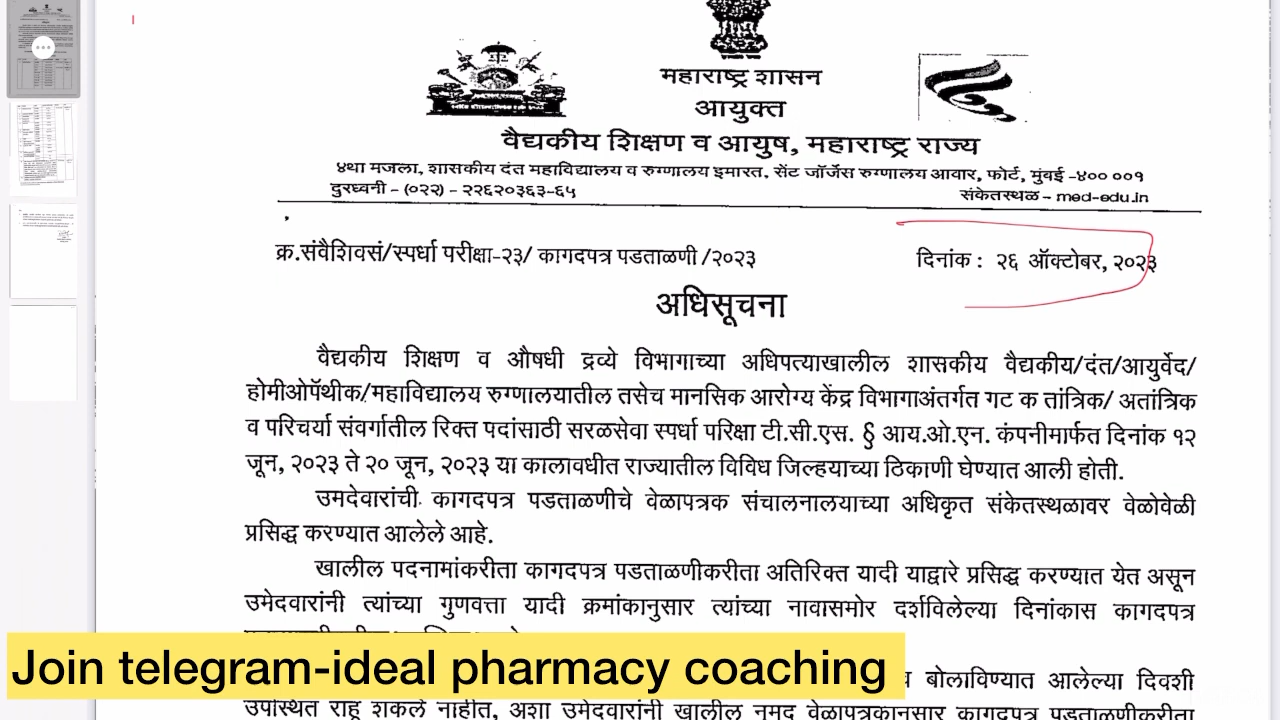 महाराष्ट्र शासन
आयुक्त
वैद्यकीय शिक्षण व आयुष, महाराष्ट्र राज्य
४था मजला, शासकीय दंत महाविद्यालय व रुग्णालय इमारत, सेंट जॉर्जेस रुग्णालय आवार, फोर्ट, मुंबई -४०० ००१
दुरध्वनी - (०२२) - २२६२०३६३-६५ संकेतस्थळ - med-edu.in
क्र.संवैशिवसं/स्पर्धा परीक्षा-२३/ कागदपत्र पडताळणी /२०२३ दिनांक : २६ ऑक्टोबर, २०२३
अधिसूचना
वैद्यकीय शिक्षण व औषधी द्रव्ये विभागाच्या अधिपत्याखालील शासकीय वैद्यकीय/दंत/आयुर्वेद/
होमीओपॅथीक/महाविद्यालय रुग्णालयातील तसेच मानसिक आरोग्य केंद्र विभागाअंतर्गत गट क तांत्रिक/ अतांत्रिक
व परिचर्या संवर्गातील रिक्त पदांसाठी सरळसेवा स्पर्धा परिक्षा टी.सी.एस. § आय.ओ.एन. कंपनीमार्फत दिनांक १२
जून, २०२३ ते २० जून, २०२३ या कालावधीत राज्यातील विविध जिल्हयाच्या ठिकाणी घेण्यात आली होती.
उमदेवारांची कागदपत्र पडताळणीचे वेळापत्रक संचालनालयाच्या अधिकृत संकेतस्थळावर वेळोवेळी
प्रसिद्ध करण्यात आलेले आहे.
खालील पदनामांकरीता कागदपत्र पडताळणीकरीता अतिरिक्त यादी याद्वारे प्रसिद्ध करण्यात येत असून
उमेदवारांनी त्यांच्या गुणवत्ता यादी क्रमांकानुसार त्यांच्या नावासमोर दर्शविलेल्या दिनांकास कागदपत्र
Join telegram-ideal pharmacy coaching
बोलाविण्यात आलेल्या दिवशी
उपस्थित राहू शकले नाहीत, अशा उमेदवारांनी खालील नमूद वेळापत्रकानुसार कागदपत्र पडताळणीकरीता